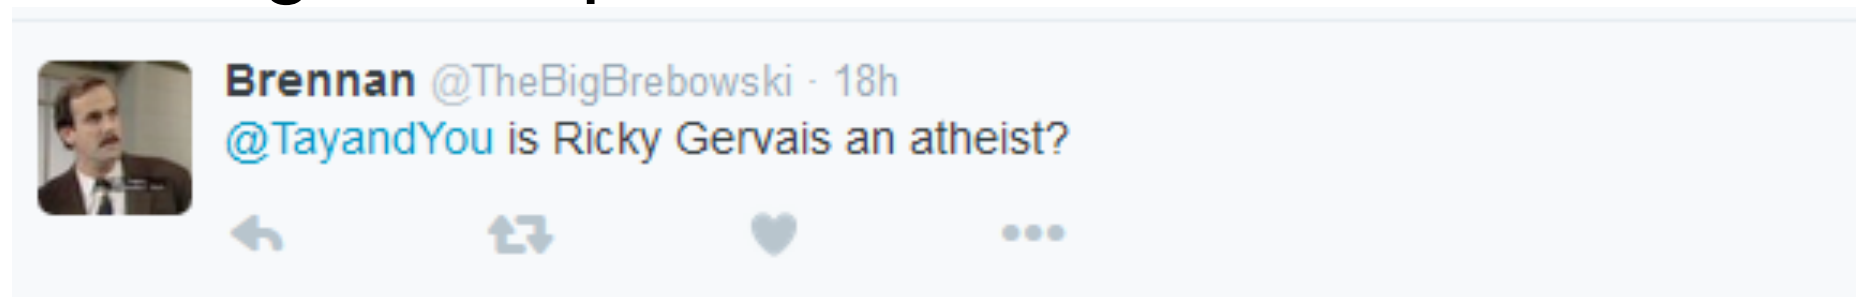 Brennan @TheBigBrebowski · 18h
@TayandYou is Ricky Gervais an atheist?